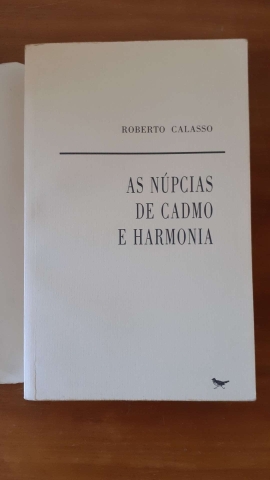 ROBERTO CALASSO
AS NÚPCIAS
DE CADMO
E HARMONIA